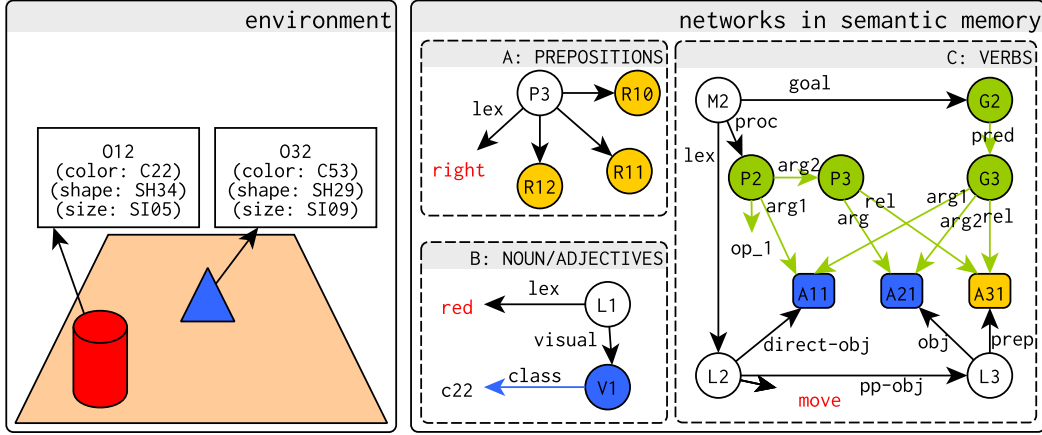 environment
O12
(color: C22)
(shape: SH34)
(size: SI05)
O32
(color: C53)
(shape: SH29)
(size: SI09)
networks in semantic memory
A: PREPOSITIONS
P3
R10
lex
right
R12
R11
B: NOUN/ADJECTIVES
lex
red
L1
visual
class
c22
V1
C: VERBS
M2
goal
G2
proc
pred
lex
P2
arg2
P3
G3
arg1
arg
rel
arg1
arg2
rel
op_1
A11
A21
A31
direct-obj
obj
prep
L2
pp-obj
L3
move